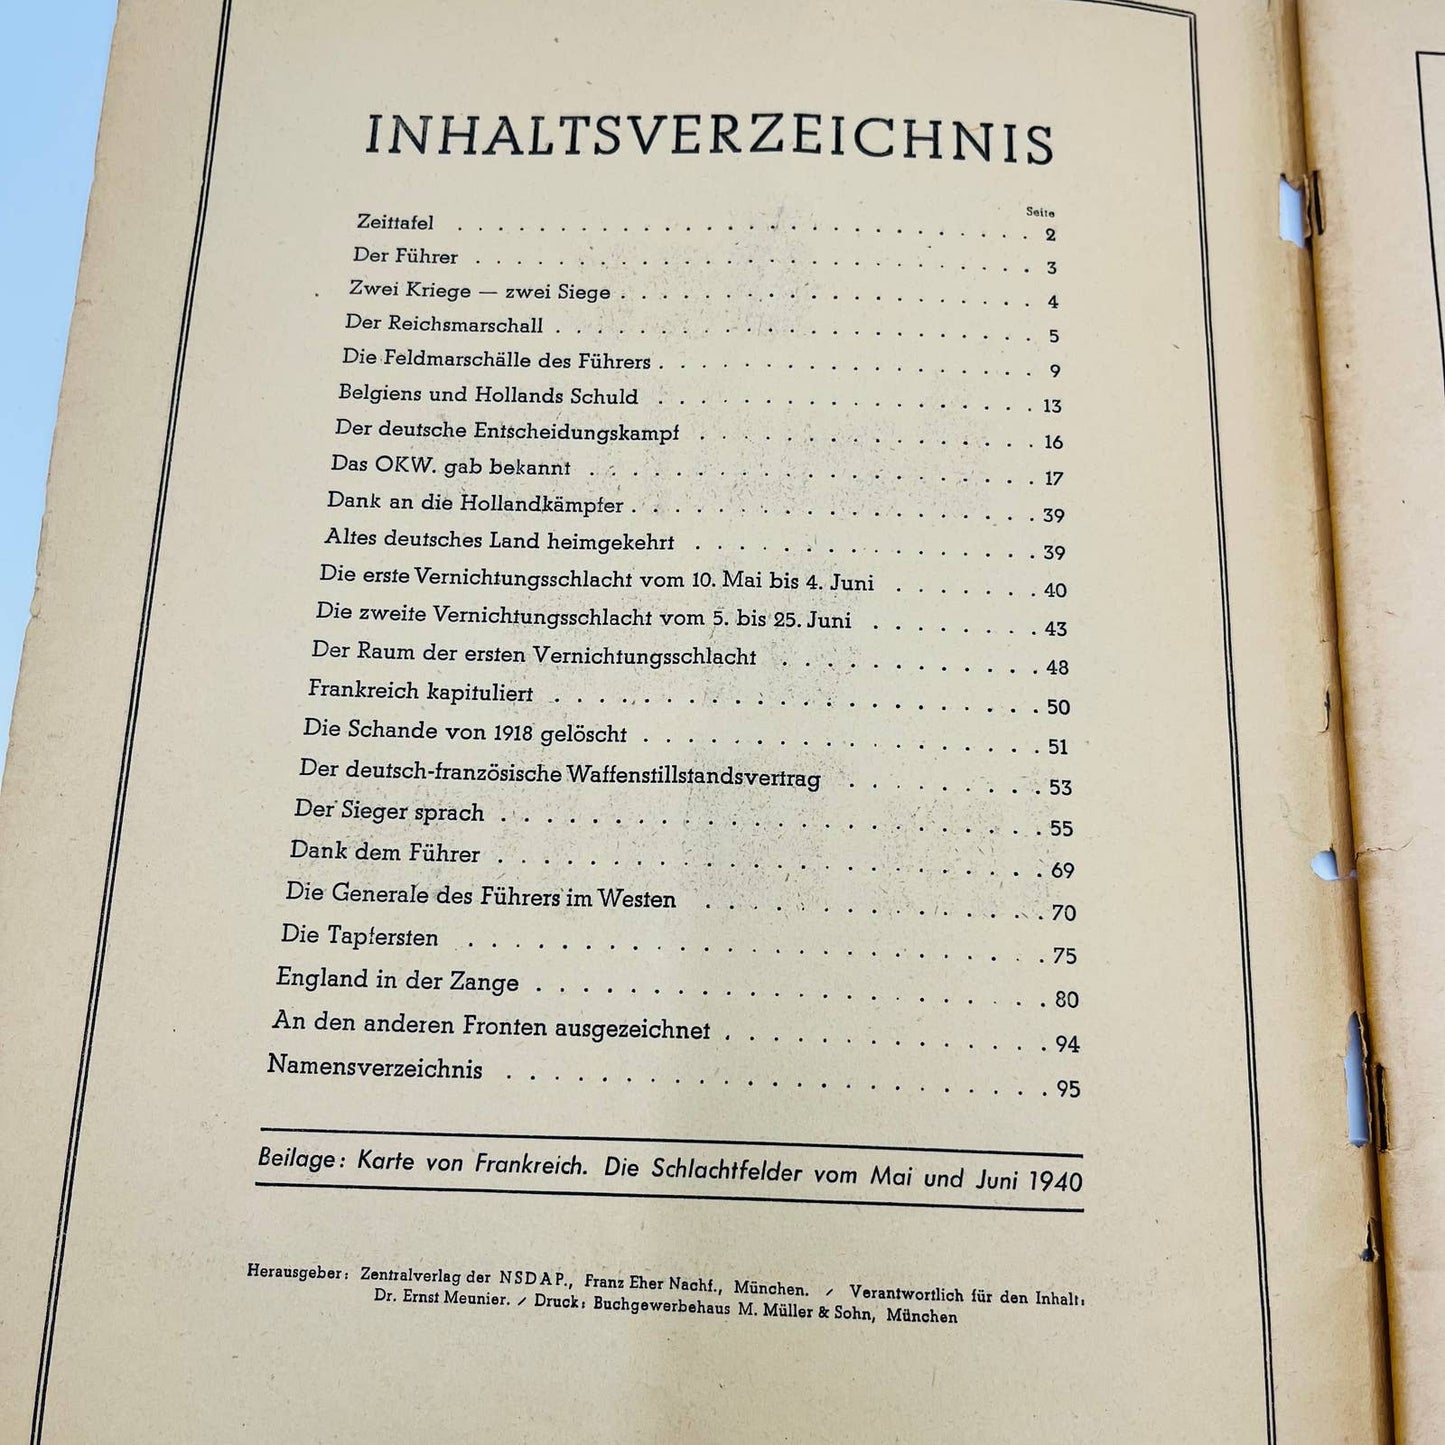 INHALTSVERZEICHNIS
Seite
Zeittafel . . . . . . . . . . . . . . . . . . . . . . . . . . . . 2
Der Führer . . . . . . . . . . . . . . . . . . . . . . . . . . . 3
Zwei Kriege — zwei Siege . . . . . . . . . . . . . . . . . . . . 4
Der Reichsmarschall . . . . . . . . . . . . . . . . . . . . . . . 5
Die Feldmarschälle des Führers . . . . . . . . . . . . . . . . . . 9
Belgiens und Hollands Schuld . . . . . . . . . . . . . . . . . . 13
Der deutsche Entscheidungskampf . . . . . . . . . . . . . . . . 16
Das OKW. gab bekannt . . . . . . . . . . . . . . . . . . . . . 17
Dank an die Hollandkämpfer . . . . . . . . . . . . . . . . . . . 39
Altes deutsches Land heimgekehrt . . . . . . . . . . . . . . . . 39
Die erste Vernichtungsschlacht vom 10. Mai bis 4. Juni . . . . . . . 40
Die zweite Vernichtungsschlacht vom 5. bis 25. Juni . . . . . . . . 43
Der Raum der ersten Vernichtungsschlacht . . . . . . . . . . . . 48
Frankreich kapituliert . . . . . . . . . . . . . . . . . . . . . . 50
Die Schande von 1918 gelöscht . . . . . . . . . . . . . . . . . . 51
Der deutsch-französische Waffenstillstandsvertrag . . . . . . . . . 53
Der Sieger sprach . . . . . . . . . . . . . . . . . . . . . . . . 55
Dank dem Führer . . . . . . . . . . . . . . . . . . . . . . . . 69
Die Generale des Führers im Westen . . . . . . . . . . . . . . . 70
Die Tapfersten . . . . . . . . . . . . . . . . . . . . . . . . . 75
England in der Zange . . . . . . . . . . . . . . . . . . . . . . 80
An den anderen Fronten ausgezeichnet . . . . . . . . . . . . . . 94
Namensverzeichnis . . . . . . . . . . . . . . . . . . . . . . . 95
Beilage: Karte von Frankreich. Die Schlachtfelder vom Mai und Juni 1940
Herausgeber: Zentralverlag der NSDAP., Franz Eher Nachf., München. / Verantwortlich für den Inhalt:
Dr. Ernst Meunier. / Druck: Buchgewerbehaus M. Müller & Sohn, München